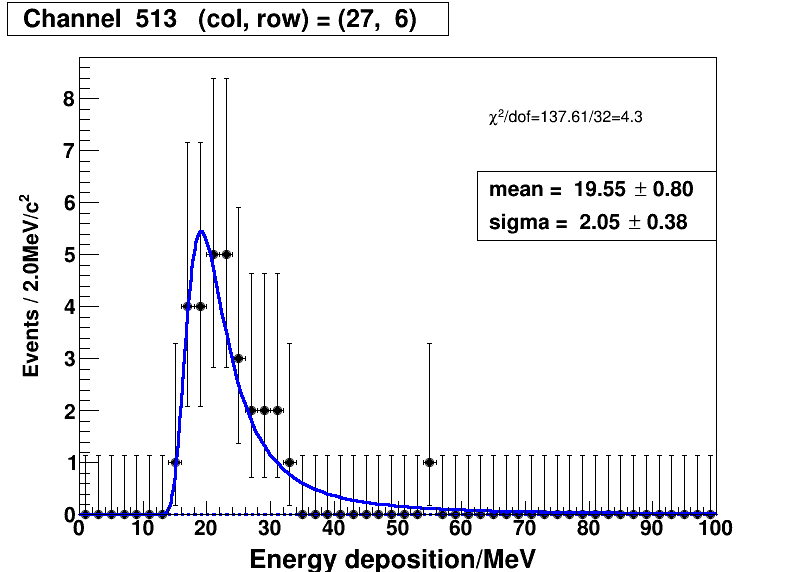 Channel  513   (col, row) = (27,  6)
χ²/dof=137.61/32=4.3
mean =  19.55 ± 0.80
sigma =  2.05 ± 0.38
Events / 2.0MeV/c²
8
7
6
5
4
3
2
1
0
0 10 20 30 40 50 60 70 80 90 100
Energy deposition/MeV